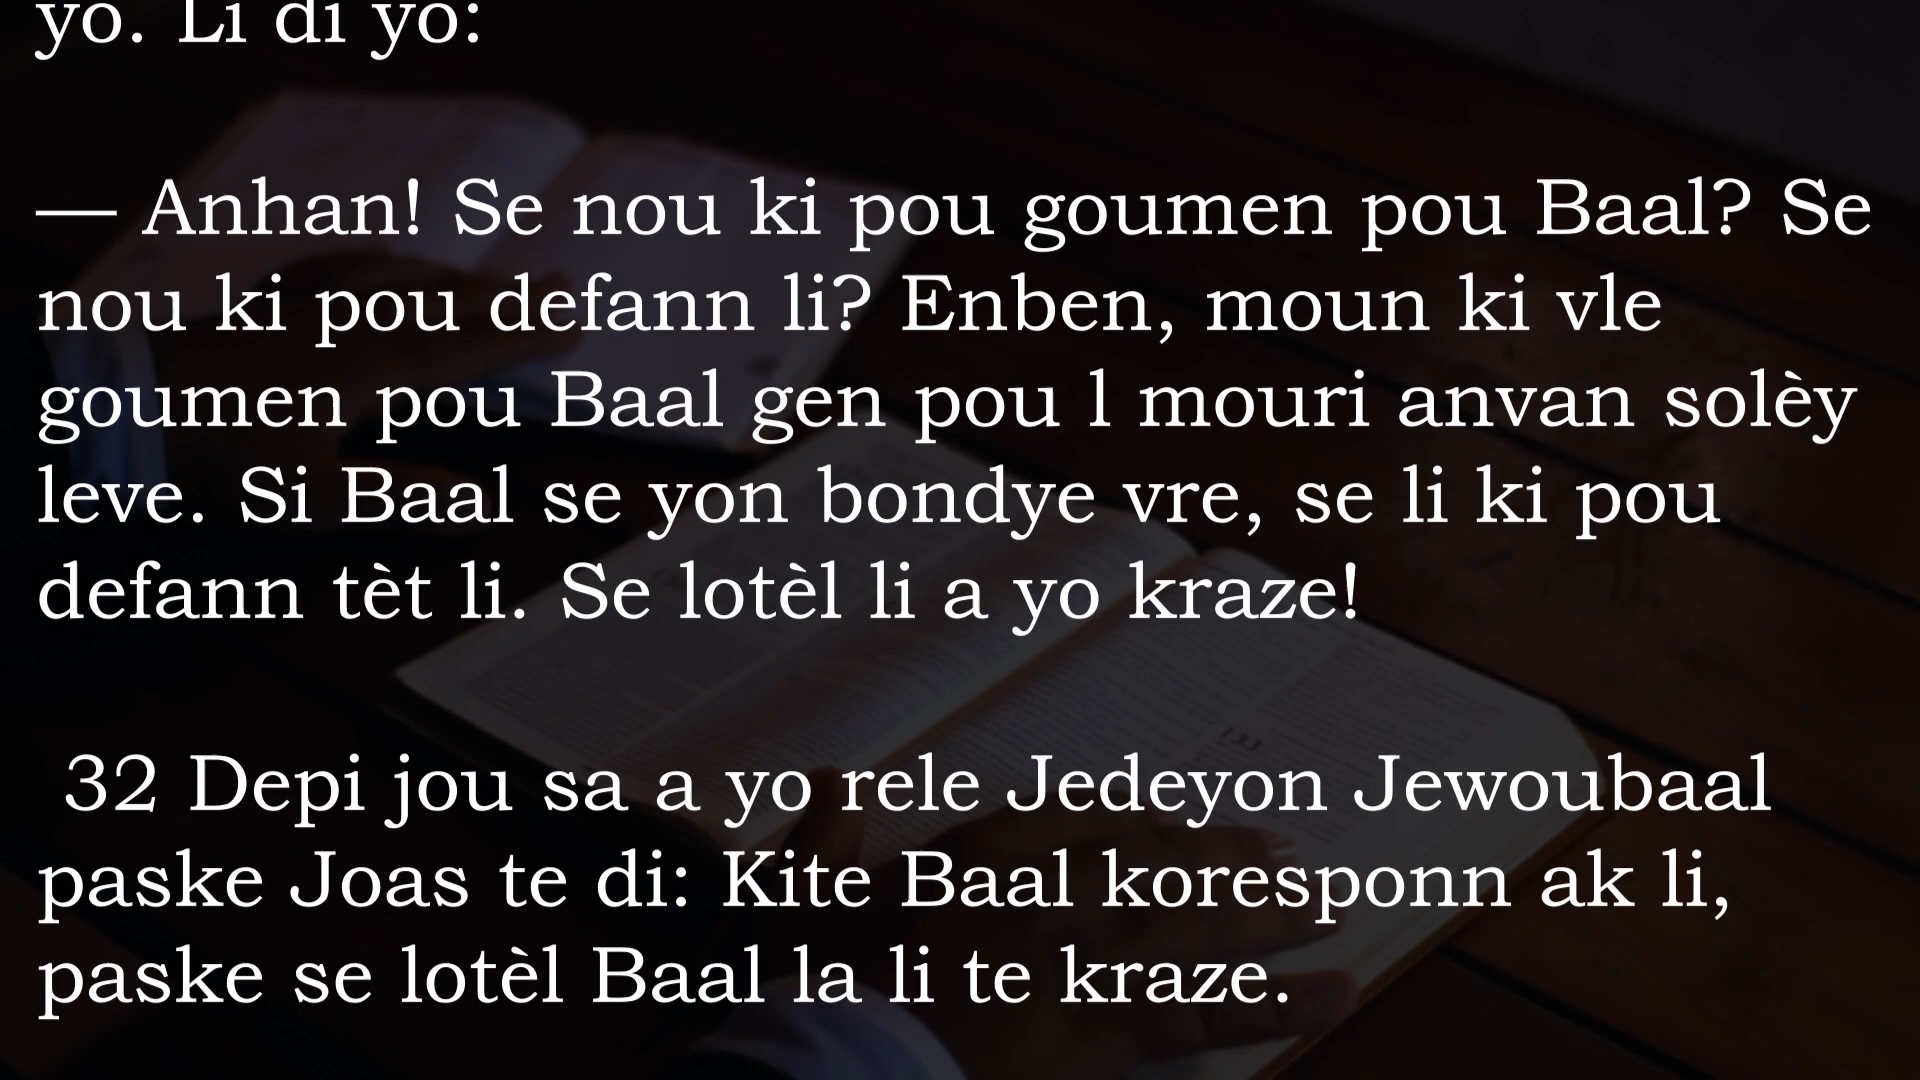 yo. Li di yo:
— Anhan! Se nou ki pou goumen pou Baal? Se
nou ki pou defann li? Enben, moun ki vle
goumen pou Baal gen pou l mouri anvan solèy
leve. Si Baal se yon bondye vre, se li ki pou
defann tèt li. Se lotèl li a yo kraze!
32 Depi jou sa a yo rele Jedeyon Jewoubaal
paske Joas te di: Kite Baal koresponn ak li,
paske se lotèl Baal la li te kraze.